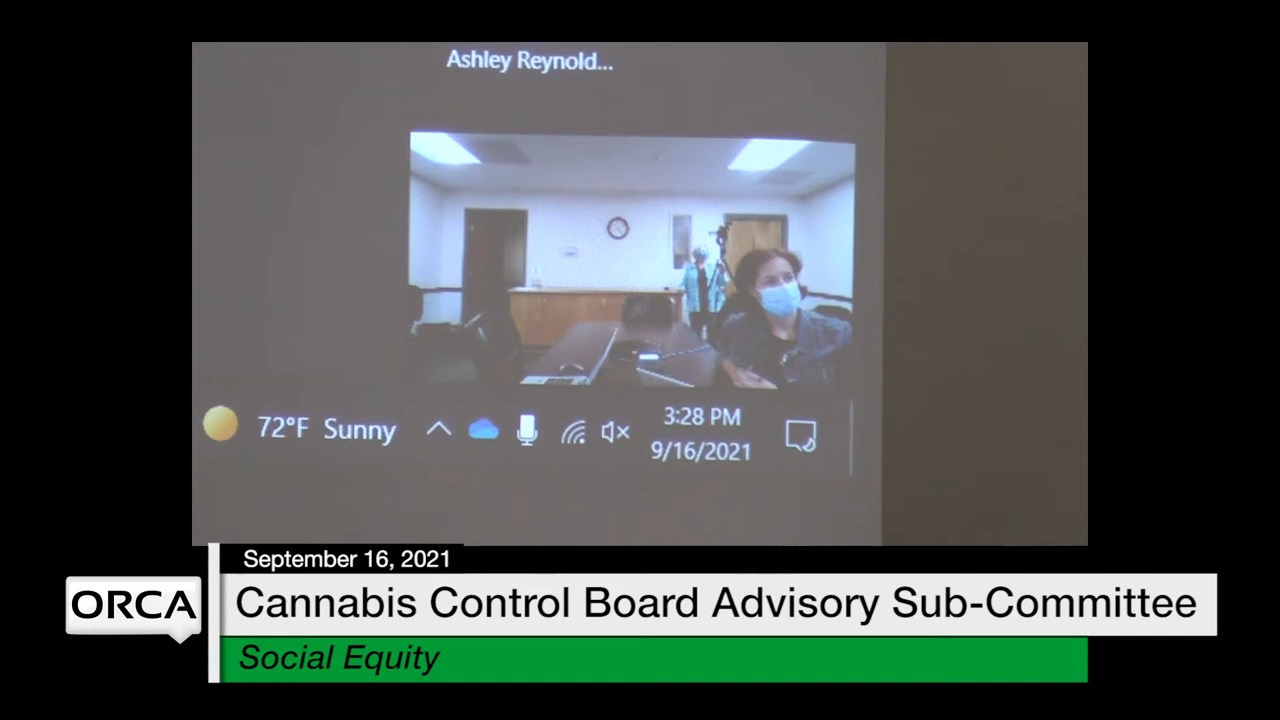 Ashley Reynold...
72°F Sunny
3:28 PM
9/16/2021
September 16, 2021
ORCA
Cannabis Control Board Advisory Sub-Committee
Social Equity